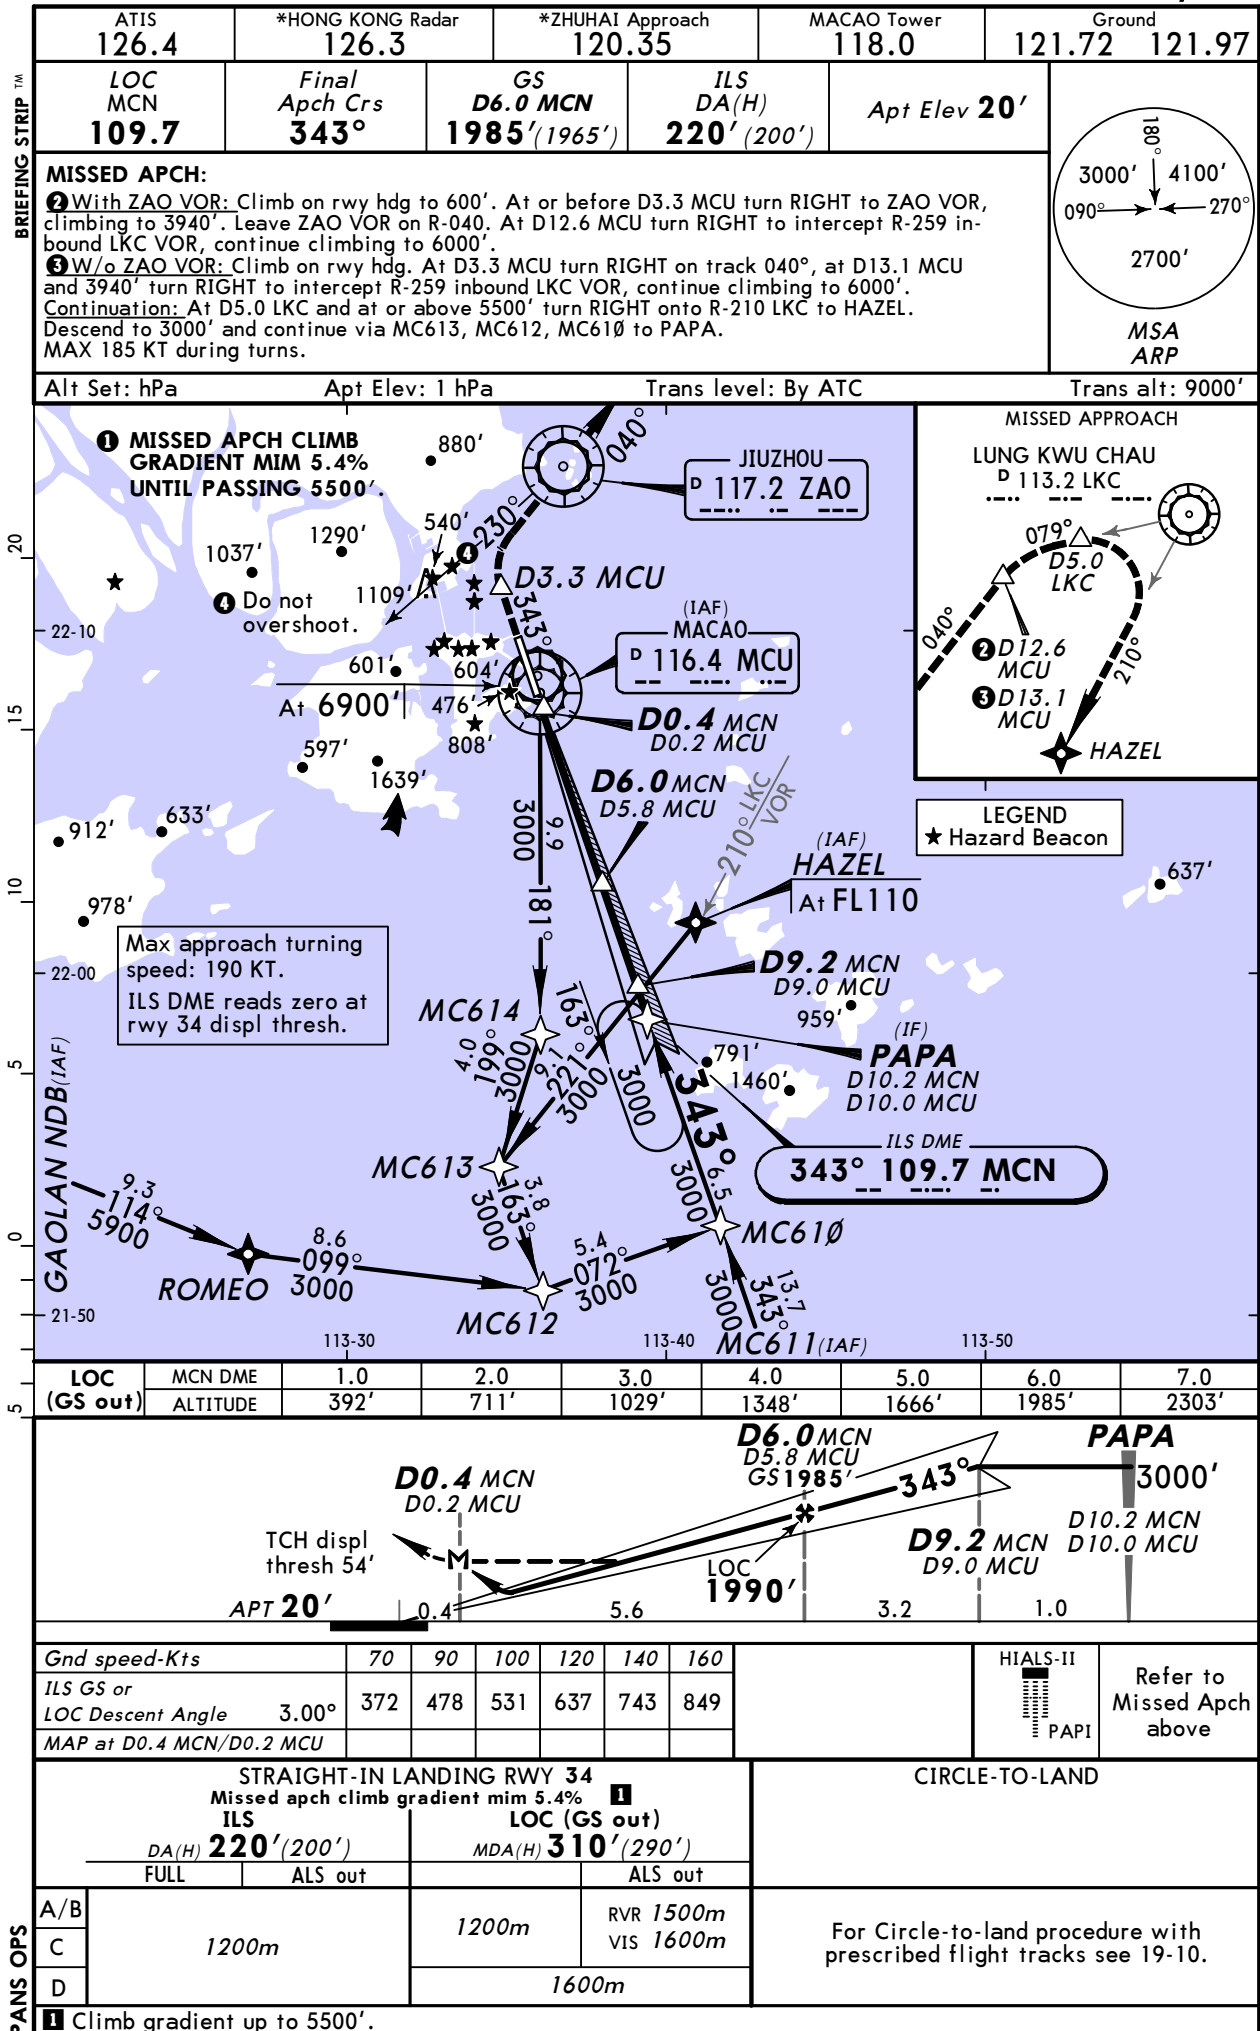 ATIS
126.4
*HONG KONG Radar
126.3
*ZHUHAI Approach
120.35
MACAO Tower
118.0
Ground
121.72 121.97
BRIEFING STRIP TM
LOC
MCN
109.7
Final
Apch Crs
343°
GS
D6.0 MCN
1985'(1965')
ILS
DA(H)
220'(200')
Apt Elev 20'
MISSED APCH:
2 With ZAO VOR: Climb on rwy hdg to 600'. At or before D3.3 MCU turn RIGHT to ZAO VOR,
climbing to 3940'. Leave ZAO VOR on R-040. At D12.6 MCU turn RIGHT to intercept R-259 in-
bound LKC VOR, continue climbing to 6000'.
3 W/o ZAO VOR: Climb on rwy hdg. At D3.3 MCU turn RIGHT on track 040°, at D13.1 MCU
and 3940' turn RIGHT to intercept R-259 inbound LKC VOR, continue climbing to 6000'.
Continuation: At D5.0 LKC and at or above 5500' turn RIGHT onto R-210 LKC to HAZEL.
Descend to 3000' and continue via MC613, MC612, MC61Ø to PAPA.
MAX 185 KT during turns.
180°
3000' 4100'
090° 270°
2700'
MSA
ARP
Alt Set: hPa Apt Elev: 1 hPa Trans level: By ATC Trans alt: 9000'
1 MISSED APCH CLIMB
GRADIENT MIM 5.4%
UNTIL PASSING 5500'.
880'
040°
JIUZHOU
D 117.2 ZAO
MISSED APPROACH
LUNG KWU CHAU
D 113.2 LKC
079°
D5.0
LKC
040°
210°
2 D12.6
MCU
3 D13.1
MCU
HAZEL
1290'
1037'
540'
230°
4
1109'
4 Do not
overshoot.
D3.3 MCU
343°
(IAF)
MACAO
D 116.4 MCU
22-10
601'
604'
At 6900'
476'
808'
D0.4 MCN
D0.2 MCU
597'
1639'
D6.0 MCN
D5.8 MCU
210° LKC
VOR
LEGEND
★ Hazard Beacon
912'
633'
978'
9.9
3000
181°
(IAF)
HAZEL
At FL110
637'
Max approach turning
speed: 190 KT.
ILS DME reads zero at
rwy 34 displ thresh.
22-00
D9.2 MCN
D9.0 MCU
959'
MC614
163°
3000
4.0
199°
3000
9.1
221°
3000
791'
1460'
(IF)
PAPA
D10.2 MCN
D10.0 MCU
ILS DME
343° 109.7 MCN
343°
6.5
3000
MC613
3.8
163°
3000
GAOLAN NDB(IAF)
9.3
114°
5900
ROMEO
8.6
099°
3000
MC612
5.4
072°
3000
MC61Ø
13.7
343°
3000
MC611(IAF)
21-50
113-30
113-40
113-50
20
15
10
5
0
5
LOC
(GS out)
MCN DME 1.0 2.0 3.0 4.0 5.0 6.0 7.0
ALTITUDE 392' 711' 1029' 1348' 1666' 1985' 2303'
D0.4 MCN
D0.2 MCU
D6.0 MCN
D5.8 MCU
GS 1985'
343°
PAPA
3000'
TCH displ
thresh 54'
M
LOC
1990'
D9.2 MCN
D9.0 MCU
D10.2 MCN
D10.0 MCU
APT 20'
0.4 5.6 3.2 1.0
Gnd speed-Kts 70 90 100 120 140 160
ILS GS or
LOC Descent Angle 3.00° 372 478 531 637 743 849
MAP at D0.4 MCN/D0.2 MCU
HIALS-II
PAPI
Refer to
Missed Apch
above
STRAIGHT-IN LANDING RWY 34
Missed apch climb gradient mim 5.4% 1
ILS
DA(H) 220'(200')
LOC (GS out)
MDA(H) 310'(290')
FULL ALS out ALS out
CIRCLE-TO-LAND
A/B
C
D
1200m
1200m
RVR 1500m
VIS 1600m
1600m
For Circle-to-land procedure with
prescribed flight tracks see 19-10.
PANS OPS
1 Climb gradient up to 5500'.